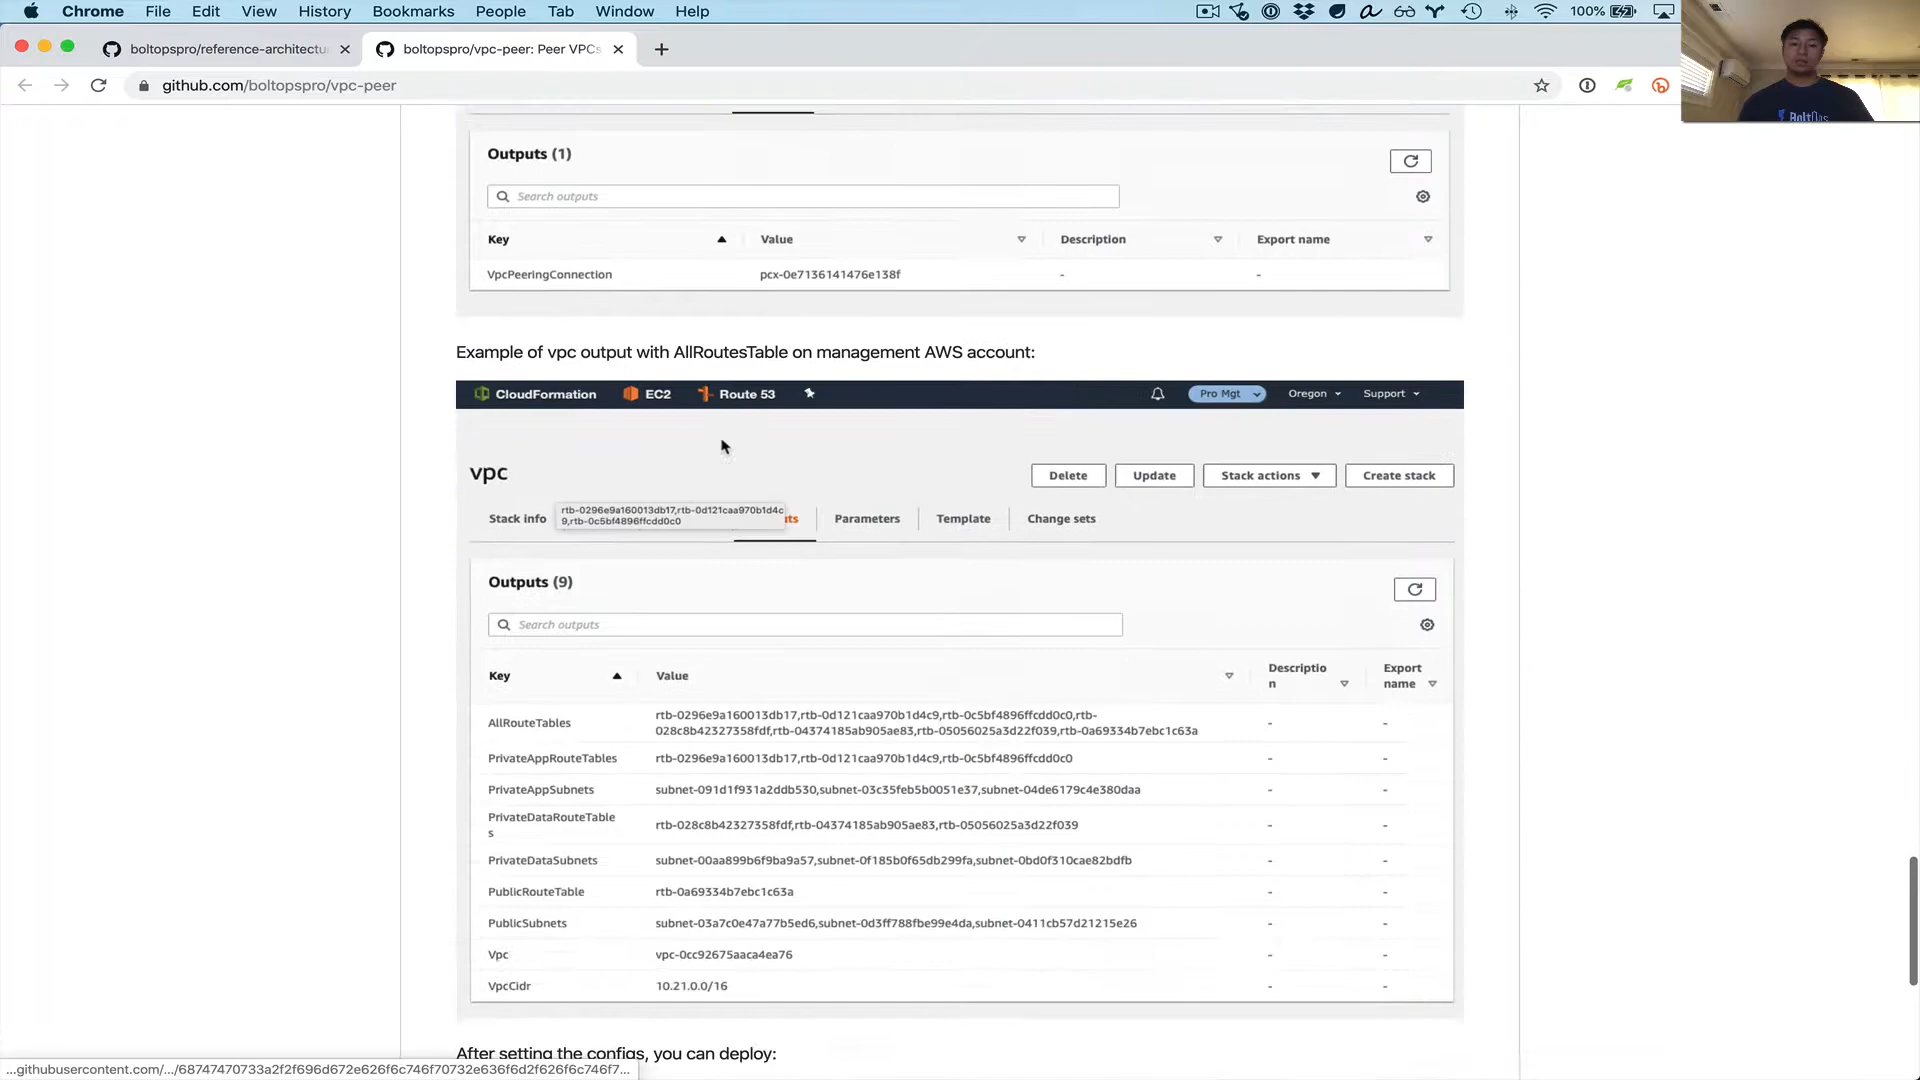 Chrome File Edit View History Bookmarks People Tab Window Help 100%
boltopspro/reference-architectu
boltopspro/vpc-peer: Peer VPCs
github.com/boltopspro/vpc-peer
BoltOps
Outputs (1)
Search outputs
Key Value Description Export name
VpcPeeringConnection pcx-0e7136141476e138f - -
Example of vpc output with AllRoutesTable on management AWS account:
CloudFormation EC2 Route 53 Pro Mgt Oregon Support
vpc
Delete Update Stack actions Create stack
Stack info
rtb-0296e9a160013db17,rtb-0d121caa970b1d4c
9,rtb-0c5bf4896ffcdd0c0
ts Parameters Template Change sets
Outputs (9)
Search outputs
Key Value
Descriptio
n
Export
name
AllRouteTables
rtb-0296e9a160013db17,rtb-0d121caa970b1d4c9,rtb-0c5bf4896ffcdd0c0,rtb-
028c8b42327358fdf,rtb-04374185ab905ae83,rtb-05056025a3d22f039,rtb-0a69334b7ebc1c63a
- -
PrivateAppRouteTables rtb-0296e9a160013db17,rtb-0d121caa970b1d4c9,rtb-0c5bf4896ffcdd0c0 - -
PrivateAppSubnets subnet-091d1f931a2ddb530,subnet-03c35feb5b0051e37,subnet-04de6179c4e380daa - -
PrivateDataRouteTable
s
rtb-028c8b42327358fdf,rtb-04374185ab905ae83,rtb-05056025a3d22f039 - -
PrivateDataSubnets subnet-00aa899b6f9ba9a57,subnet-0f185b0f65db299fa,subnet-0bd0f310cae82bdfb - -
PublicRouteTable rtb-0a69334b7ebc1c63a - -
PublicSubnets subnet-03a7c0e47a77b5ed6,subnet-0d3ff788fbe99e4da,subnet-0411cb57d21215e26 - -
Vpc vpc-0cc92675aaca4ea76 - -
VpcCidr 10.21.0.0/16 - -
After setting the configs, you can deploy:
...githubusercontent.com/.../68747470733a2f2f696d672e626f6c746f70732e636f6d2f626f6c746f7...